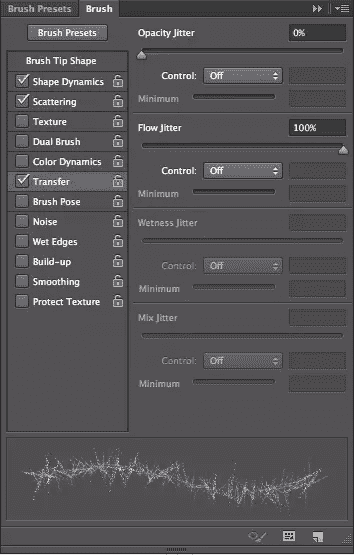 Brush Presets Brush
Brush Presets
Brush Tip Shape
Shape Dynamics
Scattering
Texture
Dual Brush
Color Dynamics
Transfer
Brush Pose
Noise
Wet Edges
Build-up
Smoothing
Protect Texture
Opacity Jitter 0%
Control: Off
Minimum
Flow Jitter 100%
Control: Off
Minimum
Wetness Jitter
Control: Off
Minimum
Mix Jitter
Control: Off
Minimum